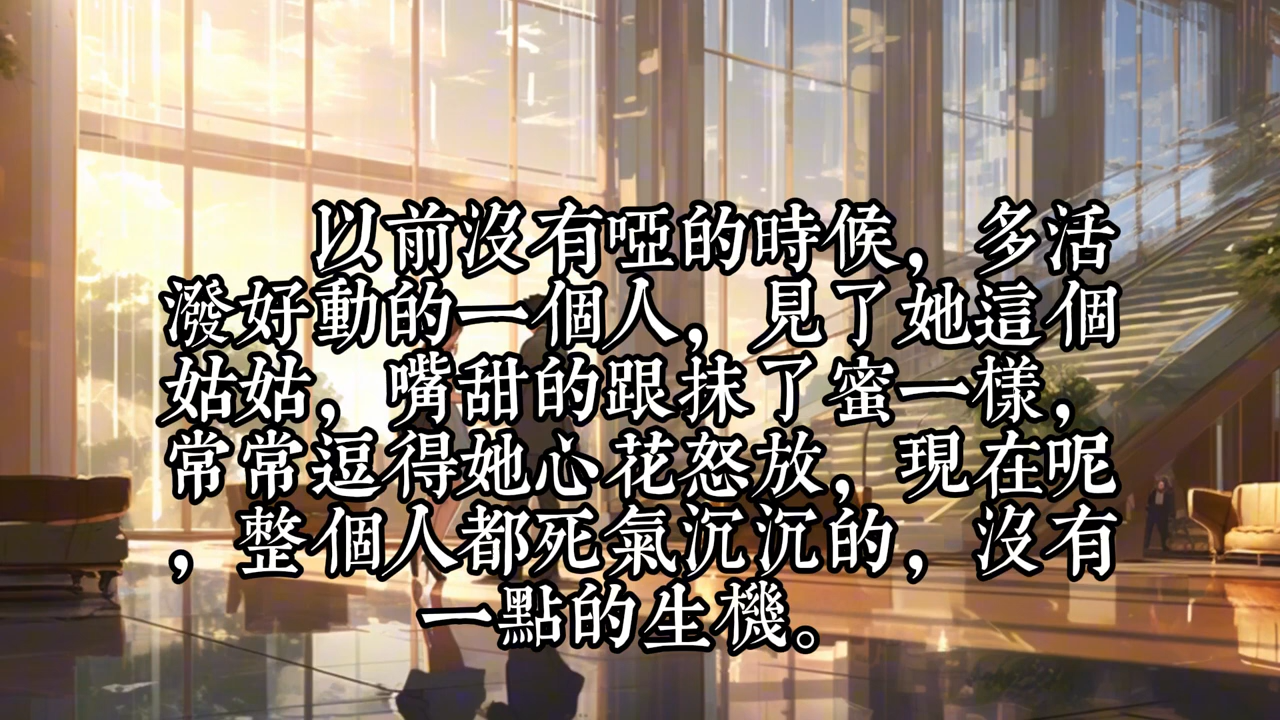 以前沒有啞的時候，多活
潑好動的一個人，見了她這個
姑姑，嘴甜的跟抹了蜜一樣，
常常逗得她心花怒放，現在呢
，整個人都死氣沉沉的，沒有
一點的生機。